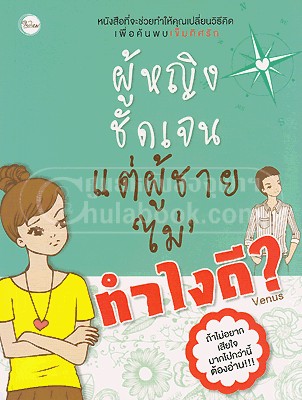 หนังสือที่จะช่วยทำให้คุณเปลี่ยนวิธีคิด
เพื่อค้นพบเข็มทิศรัก
ผู้หญิง
ชัดเจน
แต่ผู้ชาย
'ไม่'
ทำไงดี?
Venus
ถ้าไม่อยาก
เสียใจ
มากไปกว่านี้
ต้องอ่าน!!!